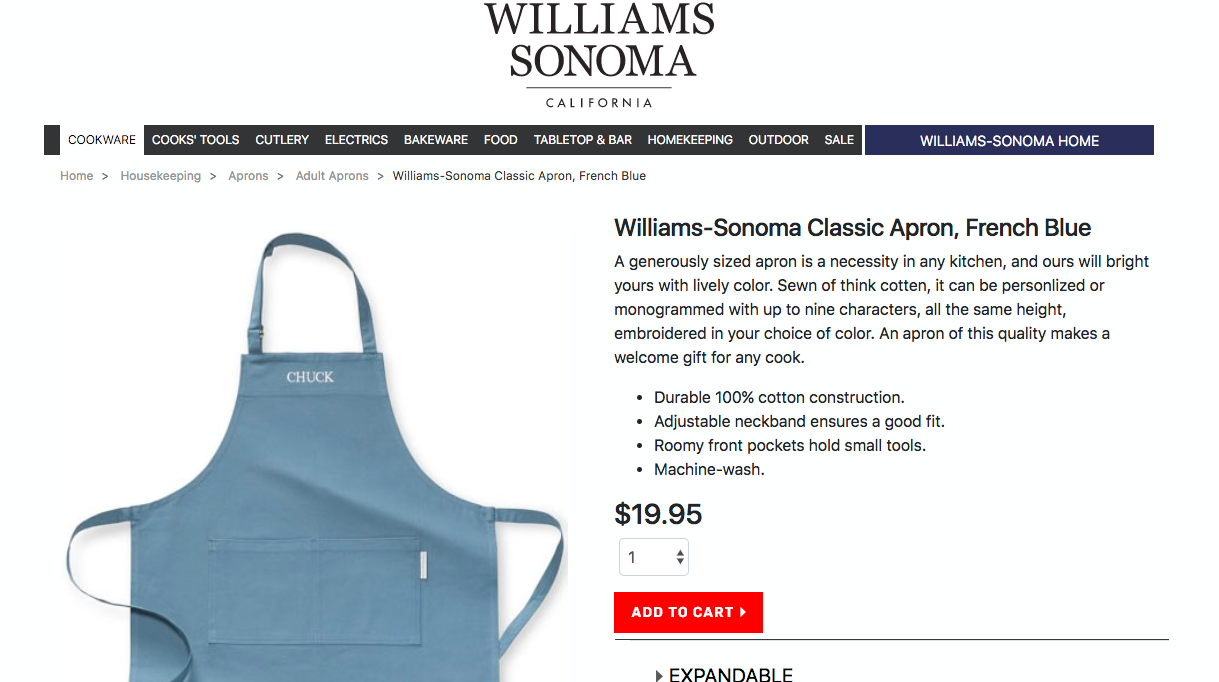 WILLIAMS
SONOMA
CALIFORNIA
COOKWARE COOKS' TOOLS CUTLERY ELECTRICS BAKEWARE FOOD TABLETOP & BAR HOMEKEEPING OUTDOOR SALE WILLIAMS-SONOMA HOME
Home > Housekeeping > Aprons > Adult Aprons > Williams-Sonoma Classic Apron, French Blue
CHUCK
Williams-Sonoma Classic Apron, French Blue
A generously sized apron is a necessity in any kitchen, and ours will bright
yours with lively color. Sewn of think cotten, it can be personlized or
monogrammed with up to nine characters, all the same height,
embroidered in your choice of color. An apron of this quality makes a
welcome gift for any cook.
• Durable 100% cotton construction.
• Adjustable neckband ensures a good fit.
• Roomy front pockets hold small tools.
• Machine-wash.
$19.95
1
ADD TO CART
EXPANDABLE